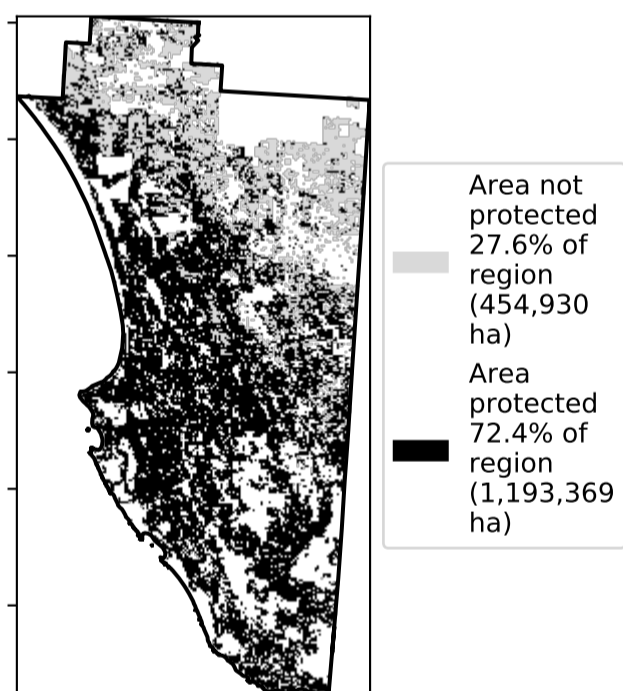 Area not
protected
27.6% of
region
(454,930
ha)
Area
protected
72.4% of
region
(1,193,369
ha)